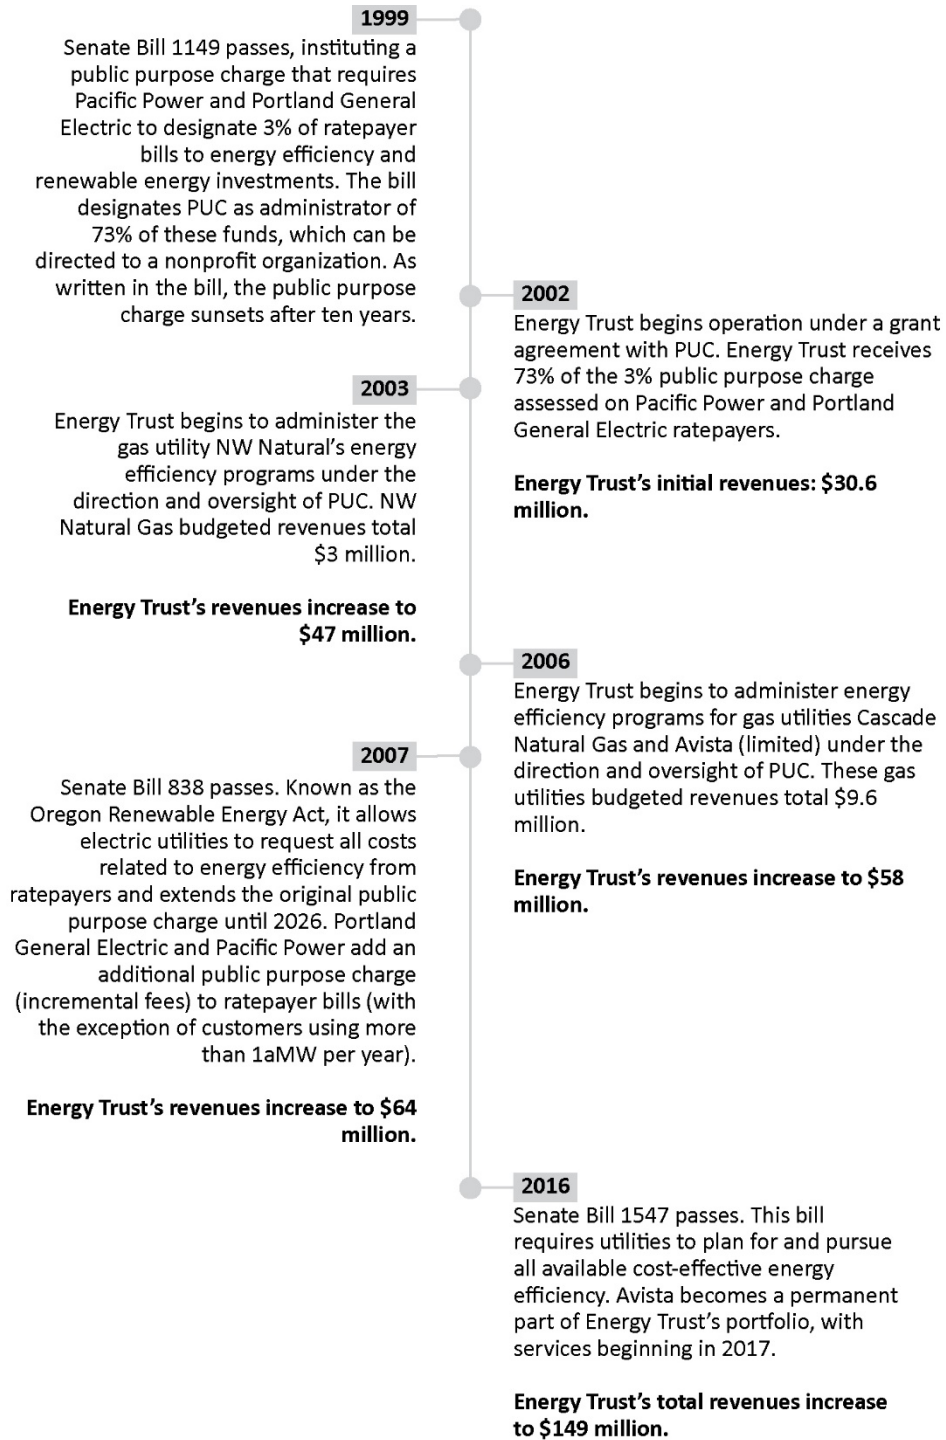 1999
Senate Bill 1149 passes, instituting a
public purpose charge that requires
Pacific Power and Portland General
Electric to designate 3% of ratepayer
bills to energy efficiency and
renewable energy investments. The bill
designates PUC as administrator of
73% of these funds, which can be
directed to a nonprofit organization. As
written in the bill, the public purpose
charge sunsets after ten years.
2002
Energy Trust begins operation under a grant
agreement with PUC. Energy Trust receives
73% of the 3% public purpose charge
assessed on Pacific Power and Portland
General Electric ratepayers.
Energy Trust’s initial revenues: $30.6
million.
2003
Energy Trust begins to administer the
gas utility NW Natural’s energy
efficiency programs under the
direction and oversight of PUC. NW
Natural Gas budgeted revenues total
$3 million.
Energy Trust’s revenues increase to
$47 million.
2006
Energy Trust begins to administer energy
efficiency programs for gas utilities Cascade
Natural Gas and Avista (limited) under the
direction and oversight of PUC. These gas
utilities budgeted revenues total $9.6
million.
Energy Trust’s revenues increase to $58
million.
2007
Senate Bill 838 passes. Known as the
Oregon Renewable Energy Act, it allows
electric utilities to request all costs
related to energy efficiency from
ratepayers and extends the original public
purpose charge until 2026. Portland
General Electric and Pacific Power add an
additional public purpose charge
(incremental fees) to ratepayer bills (with
the exception of customers using more
than 1aMW per year).
Energy Trust’s revenues increase to $64
million.
2016
Senate Bill 1547 passes. This bill
requires utilities to plan for and pursue
all available cost-effective energy
efficiency. Avista becomes a permanent
part of Energy Trust’s portfolio, with
services beginning in 2017.
Energy Trust’s total revenues increase
to $149 million.